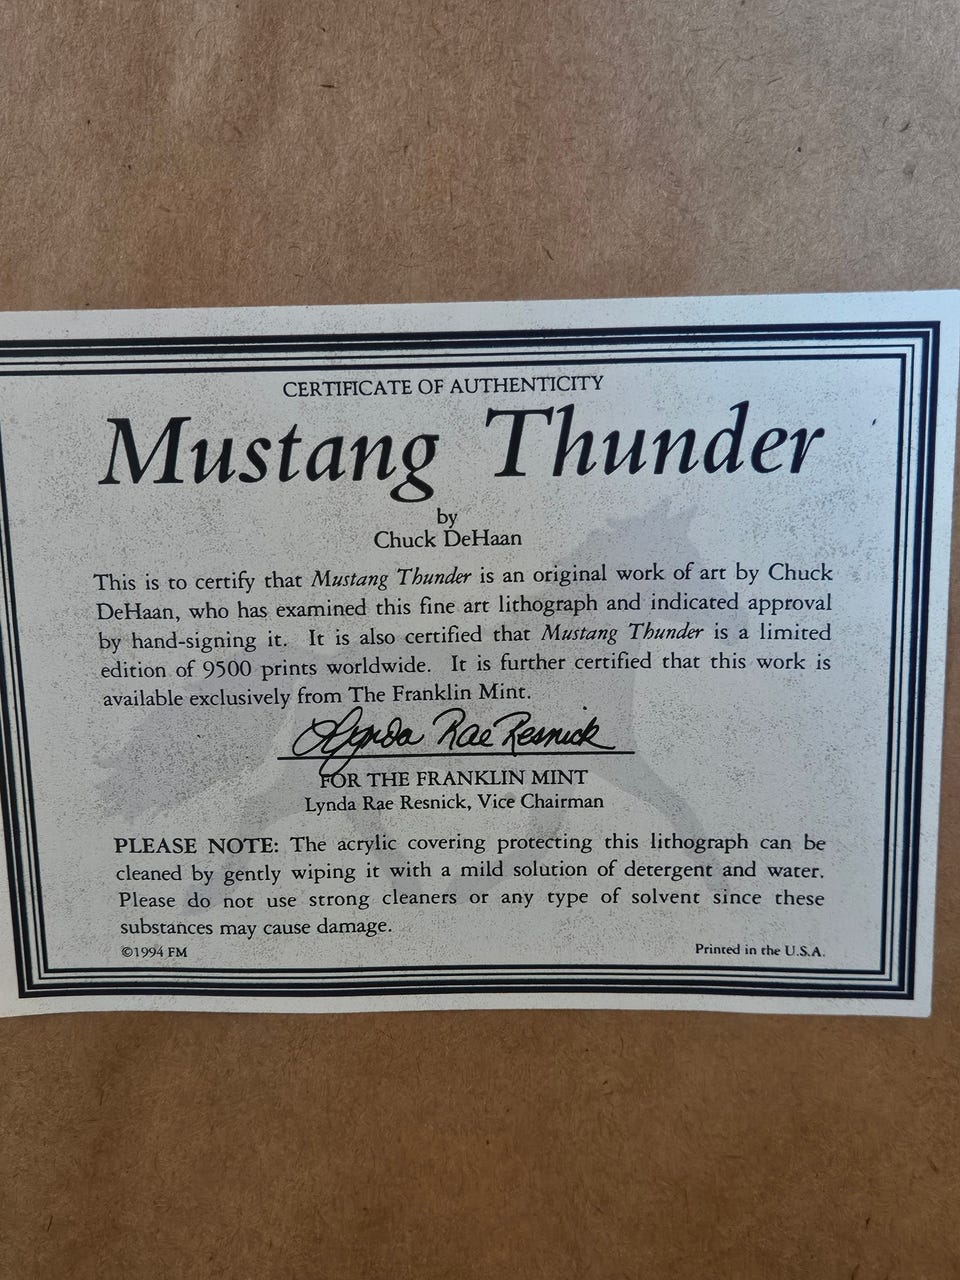 CERTIFICATE OF AUTHENTICITY
Mustang Thunder
by
Chuck DeHaan
This is to certify that Mustang Thunder is an original work of art by Chuck
DeHaan, who has examined this fine art lithograph and indicated approval
by hand-signing it. It is also certified that Mustang Thunder is a limited
edition of 9500 prints worldwide. It is further certified that this work is
available exclusively from The Franklin Mint.
Lynda Rae Resnick
FOR THE FRANKLIN MINT
Lynda Rae Resnick, Vice Chairman
PLEASE NOTE: The acrylic covering protecting this lithograph can be
cleaned by gently wiping it with a mild solution of detergent and water.
Please do not use strong cleaners or any type of solvent since these
substances may cause damage.
©1994 FM Printed in the U.S.A.